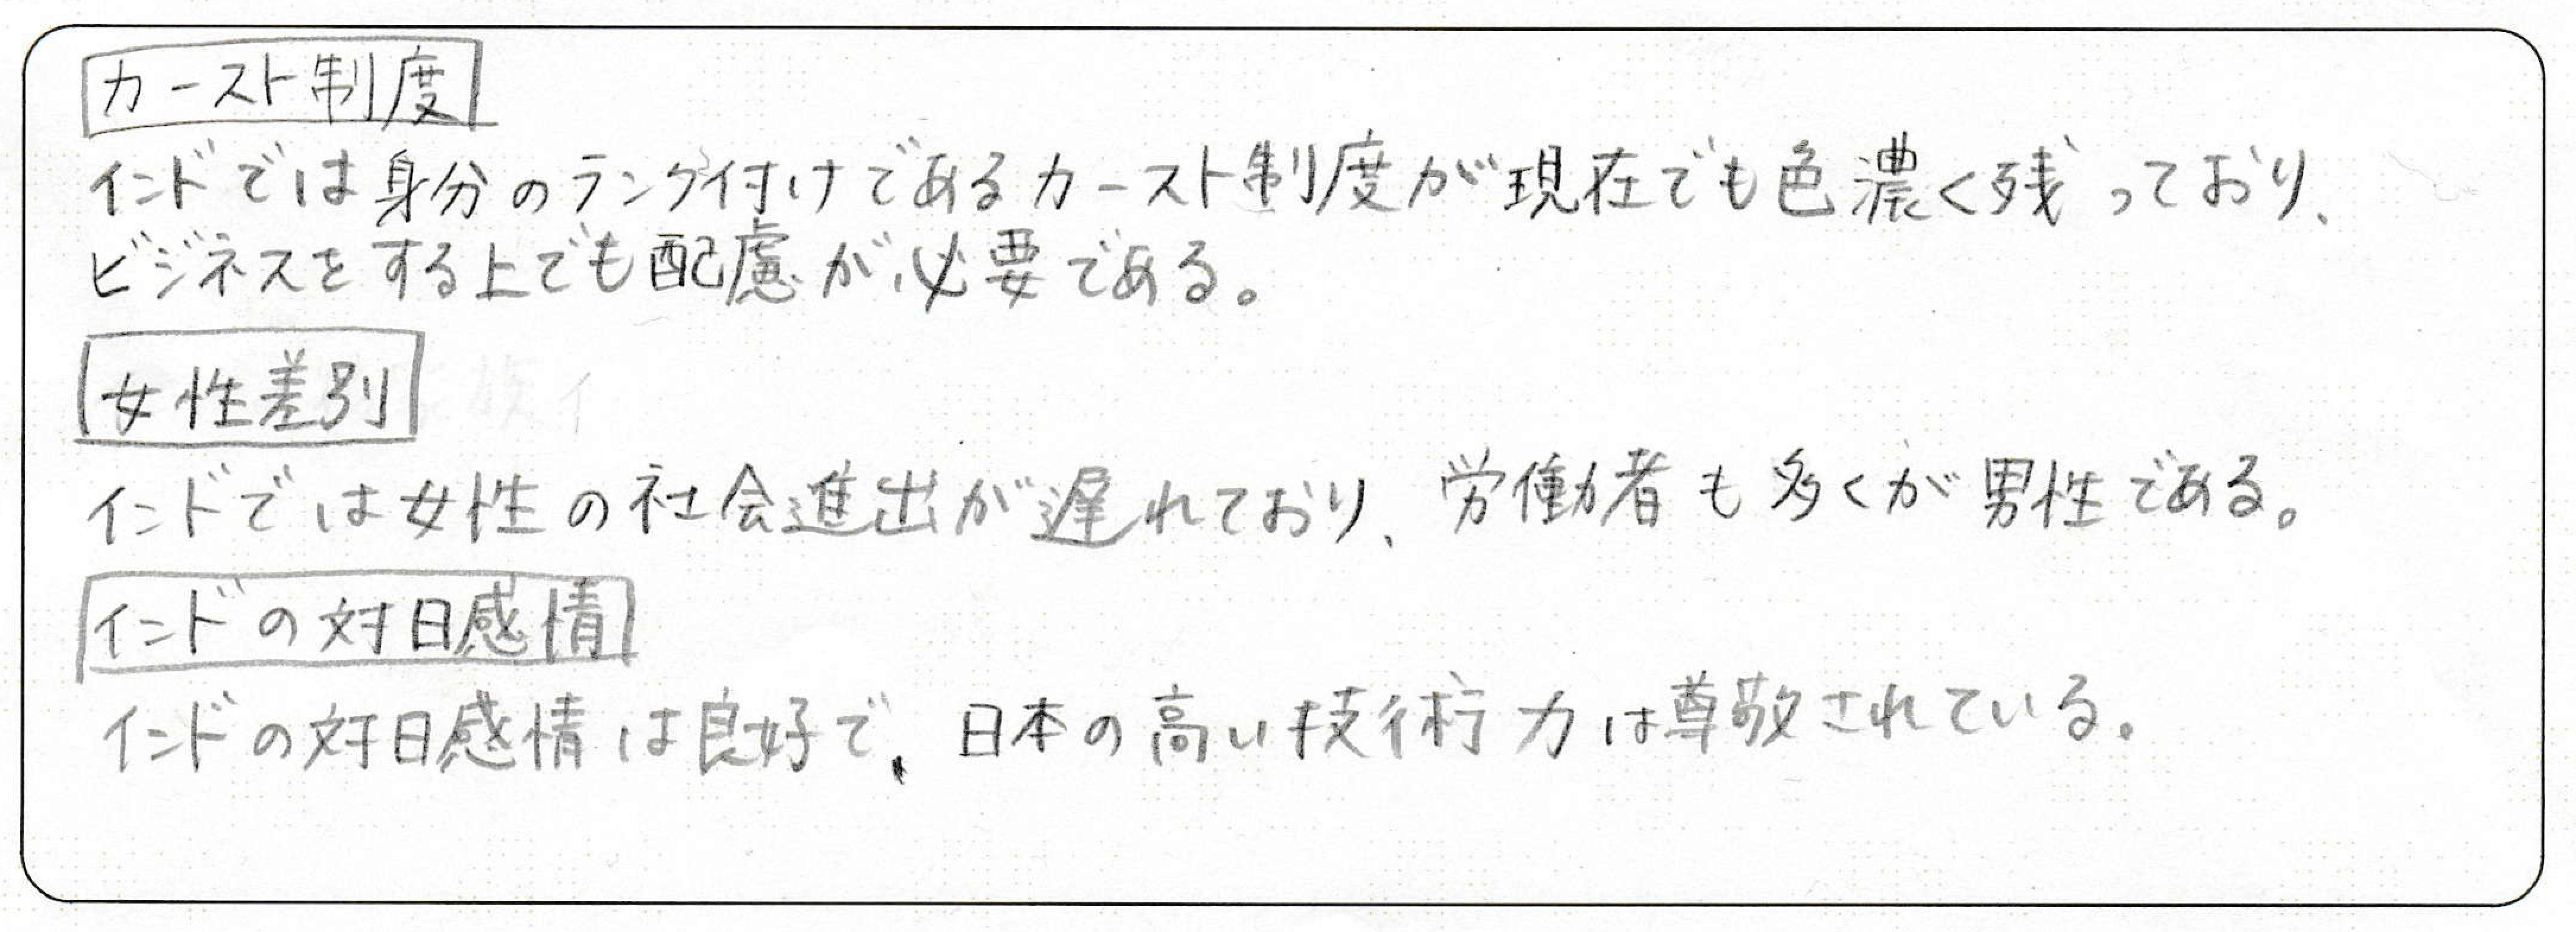 カースト制度
インドでは身分のランク付けであるカースト制度が現在でも色濃く残っており、
ビジネスをする上でも配慮が必要である。
女性差別
インドでは女性の社会進出が遅れており、労働者も多くが男性である。
インドの対日感情
インドの対日感情は良好で、日本の高い技術力は尊敬されている。